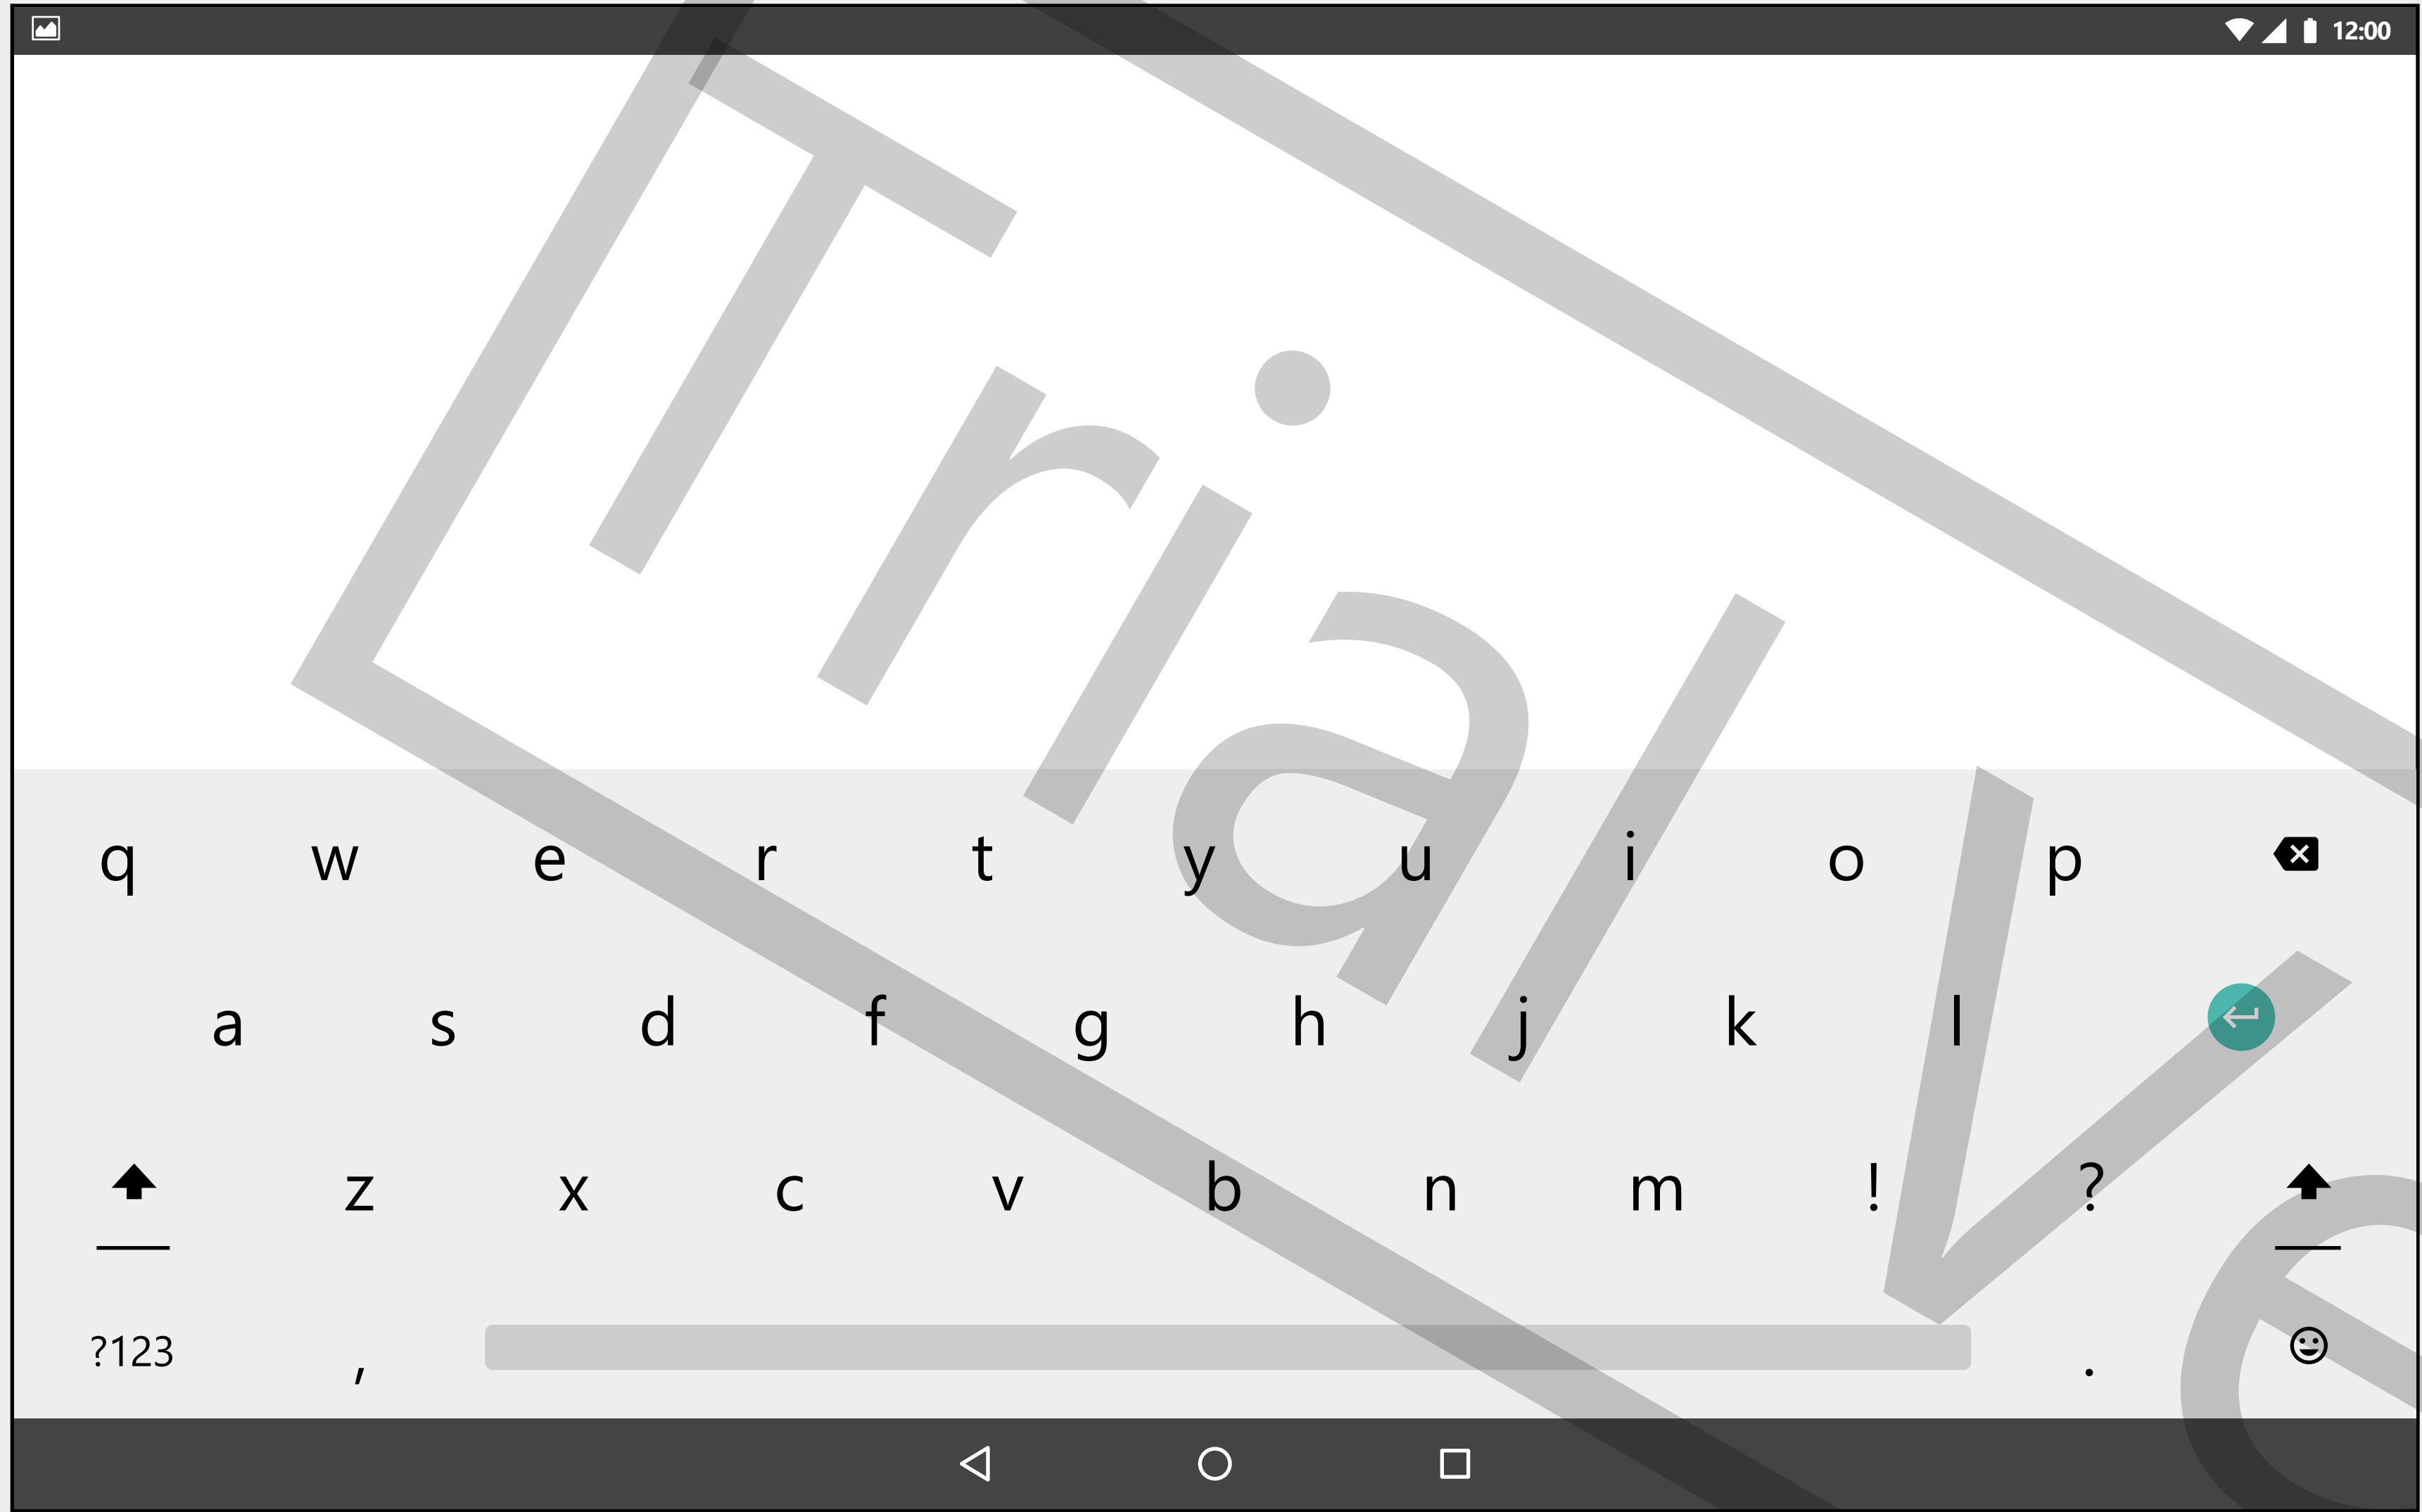 12:00
Trial Ve
q w e r t y u i o p
a s d f g h j k l
z x c v b n m ! ?
?123 , .